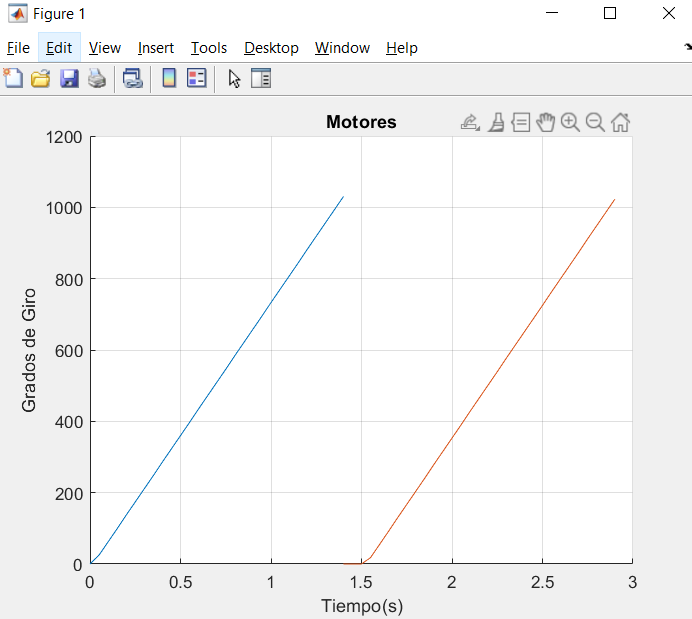 Figure 1
File Edit View Insert Tools Desktop Window Help
Motores
1200
1000
800
600
400
200
0
Grados de Giro
0 0.5 1 1.5 2 2.5 3
Tiempo(s)